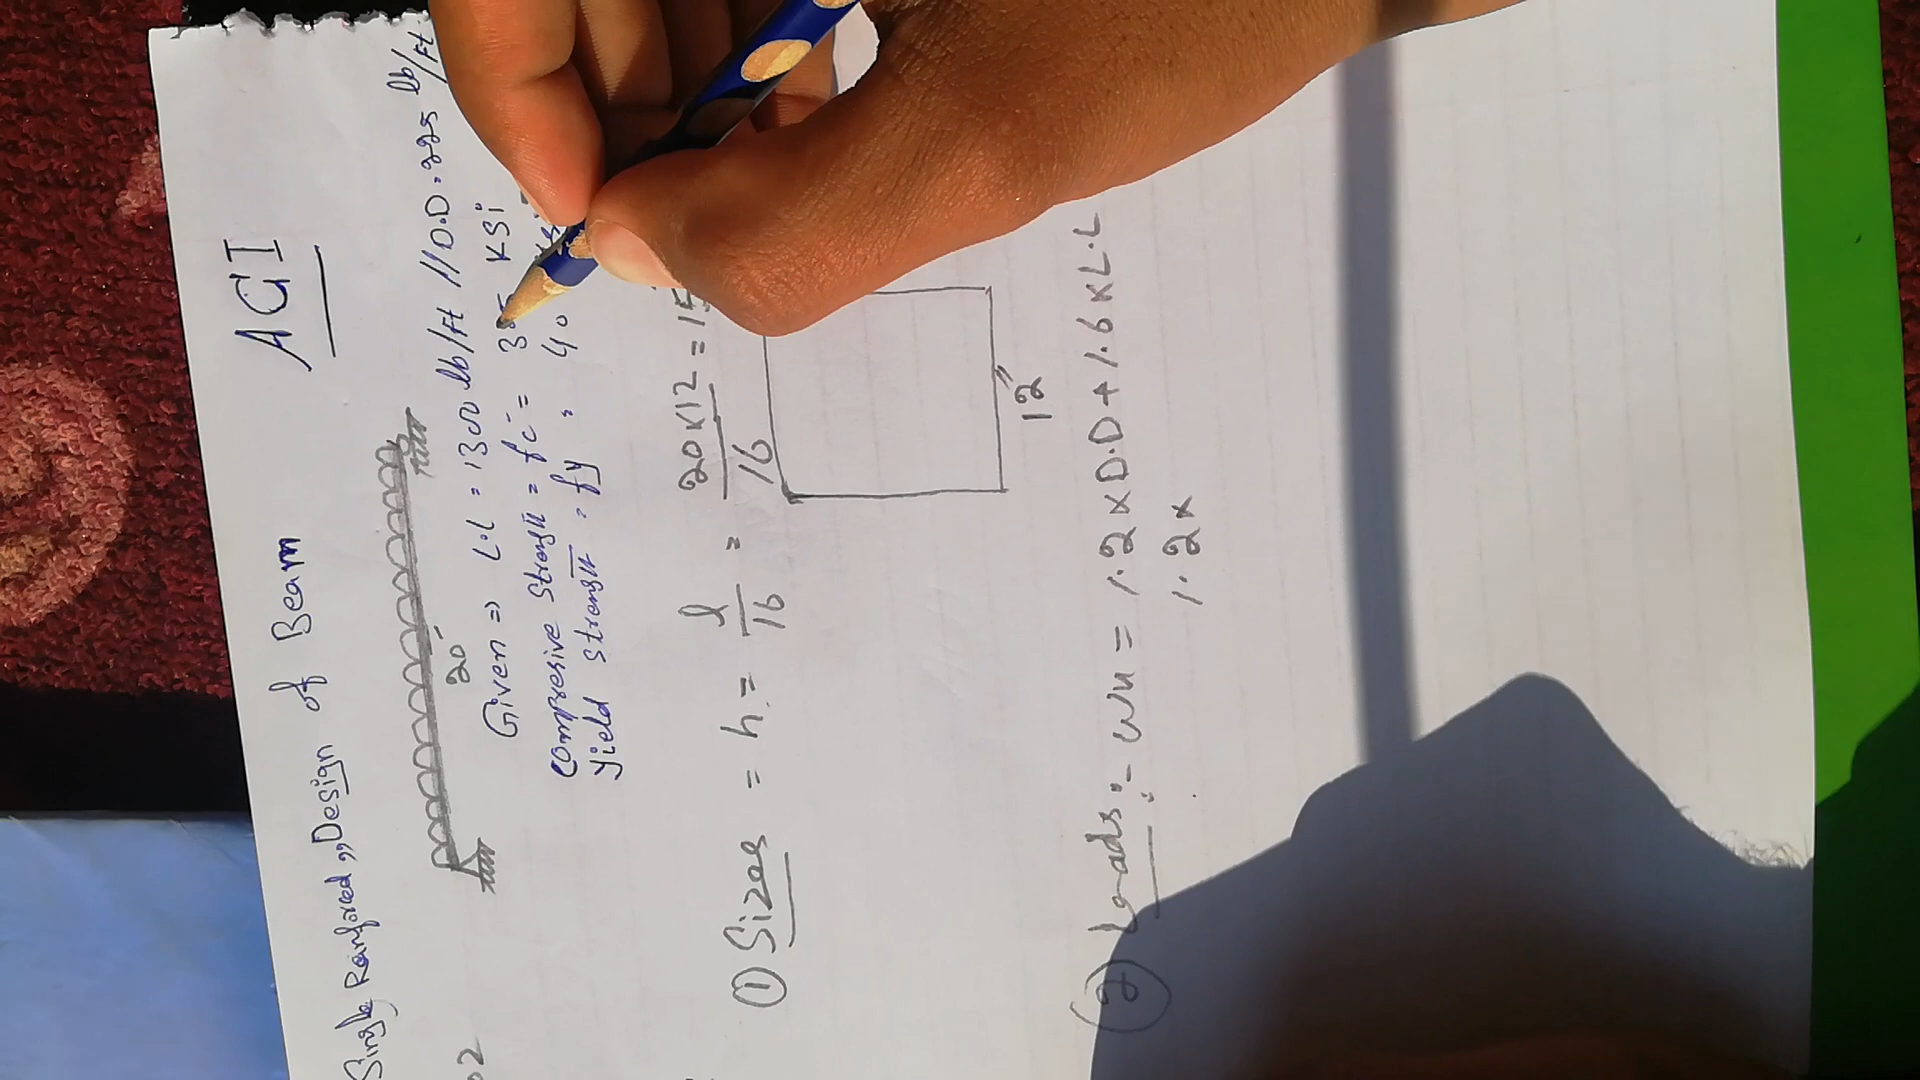 ACI
Single Reinforced ,,Design of Beam
02
20'
Given => L.L = 1300 lb/ft // D.D = 225 lb/ft
Compresive Strength = fc' = 3 KSi
yield strength = fy = 40
① Sizes = h = l/16 = 20x12/16 = 15
12"
② Loads:- Wu = 1.2 x D.D + 1.6 x L.L
1.2 x